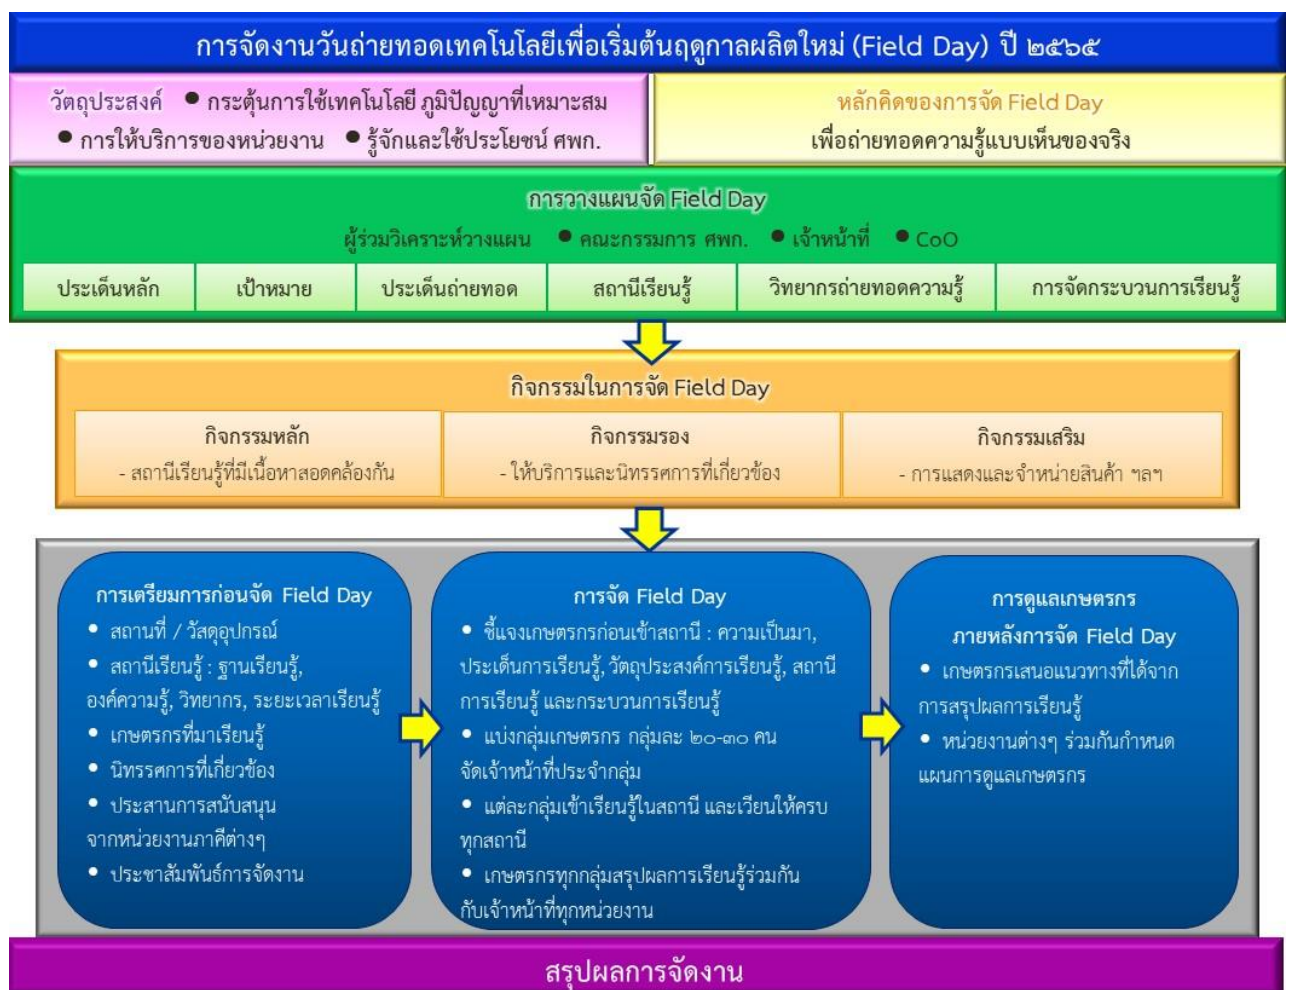 การจัดงานวันถ่ายทอดเทคโนโลยีเพื่อเริ่มต้นฤดูกาลผลิตใหม่ (Field Day) ปี ๒๕๖๕
วัตถุประสงค์ ● กระตุ้นการใช้เทคโนโลยี ภูมิปัญญาที่เหมาะสม
● การให้บริการของหน่วยงาน ● รู้จักและใช้ประโยชน์ ศพก.
หลักคิดของการจัด Field Day
เพื่อถ่ายทอดความรู้แบบเห็นของจริง
การวางแผนจัด Field Day
ผู้ร่วมวิเคราะห์วางแผน ● คณะกรรมการ ศพก. ● เจ้าหน้าที่ ● CoO
ประเด็นหลัก
เป้าหมาย
ประเด็นถ่ายทอด
สถานีเรียนรู้
วิทยากรถ่ายทอดความรู้
การจัดกระบวนการเรียนรู้
กิจกรรมในการจัด Field Day
กิจกรรมหลัก
- สถานีเรียนรู้ที่มีเนื้อหาสอดคล้องกัน
กิจกรรมรอง
- ให้บริการและนิทรรศการที่เกี่ยวข้อง
กิจกรรมเสริม
- การแสดงและจำหน่ายสินค้า ฯลฯ
การเตรียมการก่อนจัด Field Day
● สถานที่ / วัสดุอุปกรณ์
● สถานีเรียนรู้ : ฐานเรียนรู้,
องค์ความรู้, วิทยากร, ระยะเวลาเรียนรู้
● เกษตรกรที่มาเรียนรู้
● นิทรรศการที่เกี่ยวข้อง
● ประสานการสนับสนุน
จากหน่วยงานภาคีต่างๆ
● ประชาสัมพันธ์การจัดงาน
การจัด Field Day
● ชี้แจงเกษตรกรก่อนเข้าสถานี : ความเป็นมา,
ประเด็นการเรียนรู้, วัตถุประสงค์การเรียนรู้, สถานี
การเรียนรู้ และกระบวนการเรียนรู้
● แบ่งกลุ่มเกษตรกร กลุ่มละ ๒๐-๓๐ คน
จัดเจ้าหน้าที่ประจำกลุ่ม
● แต่ละกลุ่มเข้าเรียนรู้ในสถานี และเวียนให้ครบ
ทุกสถานี
● เกษตรกรทุกกลุ่มสรุปผลการเรียนรู้ร่วมกัน
กับเจ้าหน้าที่ทุกหน่วยงาน
การดูแลเกษตรกร
ภายหลังการจัด Field Day
● เกษตรกรเสนอแนวทางที่ได้จาก
การสรุปผลการเรียนรู้
● หน่วยงานต่างๆ ร่วมกันกำหนด
แผนการดูแลเกษตรกร
สรุปผลการจัดงาน